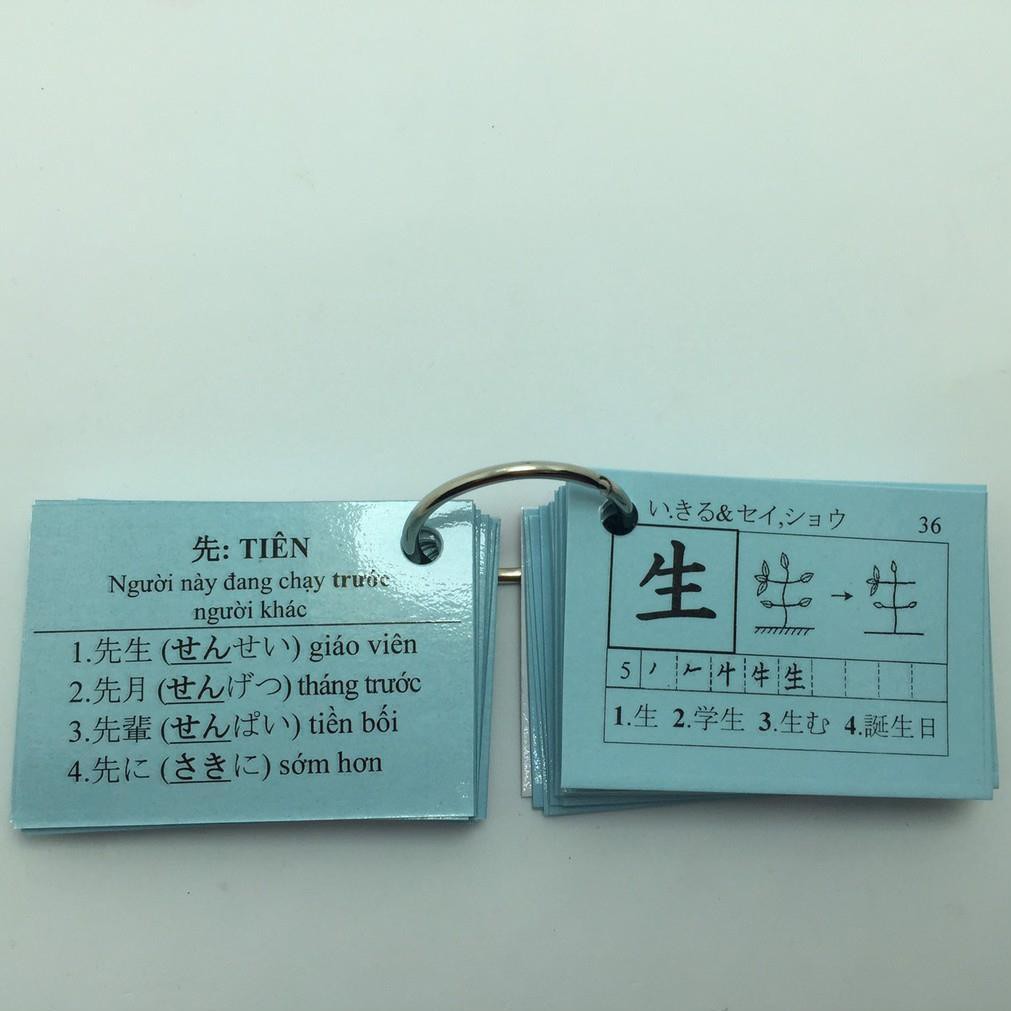 先: TIÊN
Người này đang chạy trước
người khác
1.先生 (せんせい) giáo viên
2.先月 (せんげつ) tháng trước
3.先輩 (せんぱい) tiền bối
4.先に (さきに) sớm hơn
い.きる&セイ,ショウ 36
生
5 生
1.生 2.学生 3.生む 4.誕生日